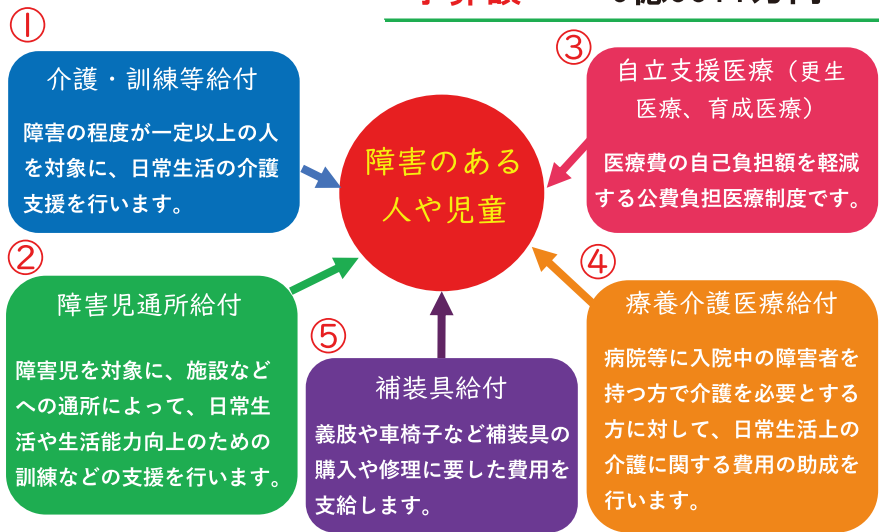 ①
介護・訓練等給付
障害の程度が一定以上の人
を対象に、日常生活の介護
支援を行います。
②
障害児通所給付
障害児を対象に、施設など
への通所によって、日常生
活や生活能力向上のための
訓練などの支援を行います。
障害のある
人や児童
③
自立支援医療（更生
医療、育成医療）
医療費の自己負担額を軽減
する公費負担医療制度です。
④
療養介護医療給付
病院等に入院中の障害者を
持つ方で介護を必要とする
方に対して、日常生活上の
介護に関する費用の助成を
行います。
⑤
補装具給付
義肢や車椅子など補装具の
購入や修理に要した費用を
支給します。